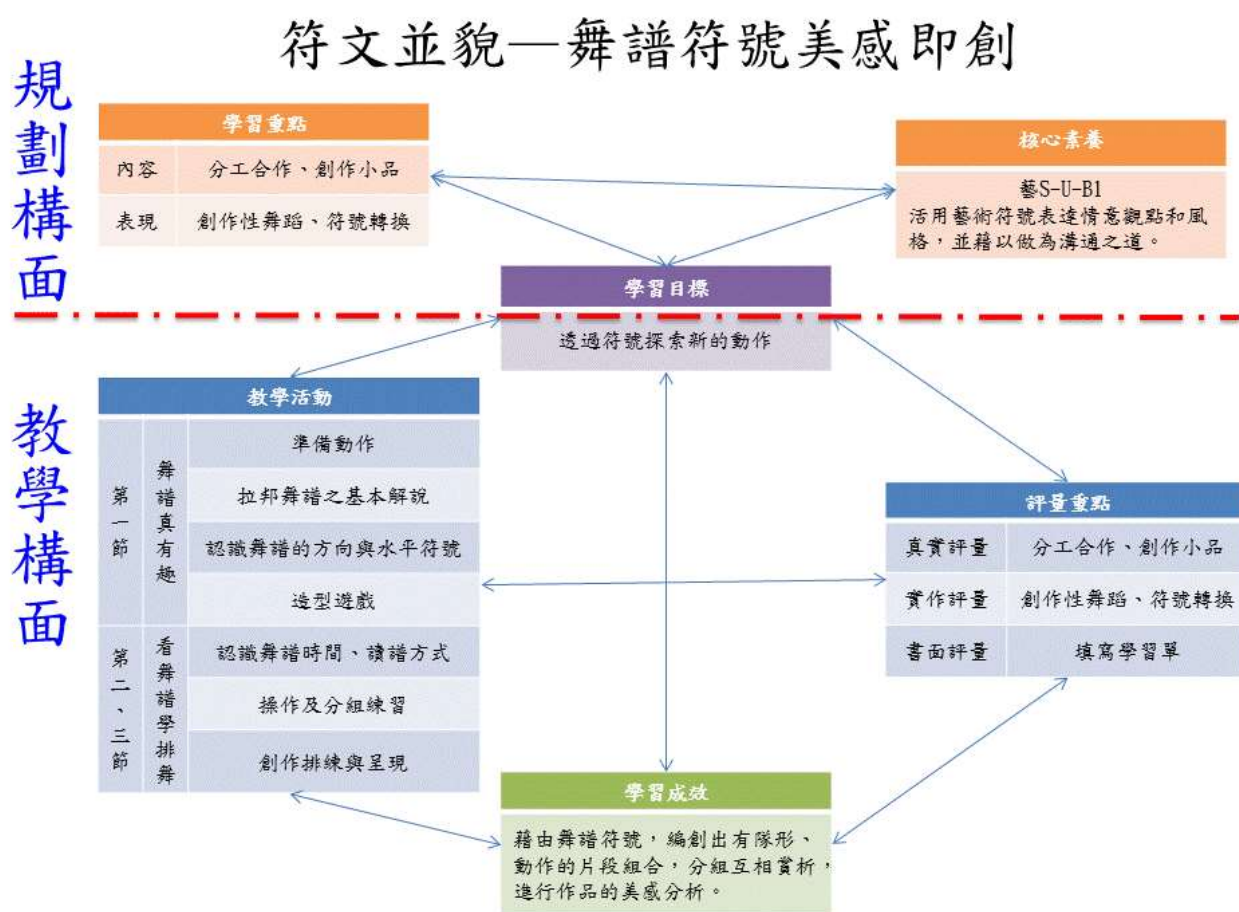 符文並貌—舞譜符號美感即創
規劃構面
學習重點
內容 分工合作、創作小品
表現 創作性舞蹈、符號轉換
核心素養
藝S-U-B1
活用藝術符號表達情意觀點和風
格，並藉以做為溝通之道。
學習目標
透過符號探索新的動作
教學構面
教學活動
第一節
舞譜真有趣
準備動作
拉邦舞譜之基本解說
認識舞譜的方向與水平符號
造型遊戲
第二、三節
看舞譜學排舞
認識舞譜時間、讀譜方式
操作及分組練習
創作排練與呈現
評量重點
真實評量 分工合作、創作小品
實作評量 創作性舞蹈、符號轉換
書面評量 填寫學習單
學習成效
藉由舞譜符號，編創出有隊形、
動作的片段組合，分組互相賞析，
進行作品的美感分析。